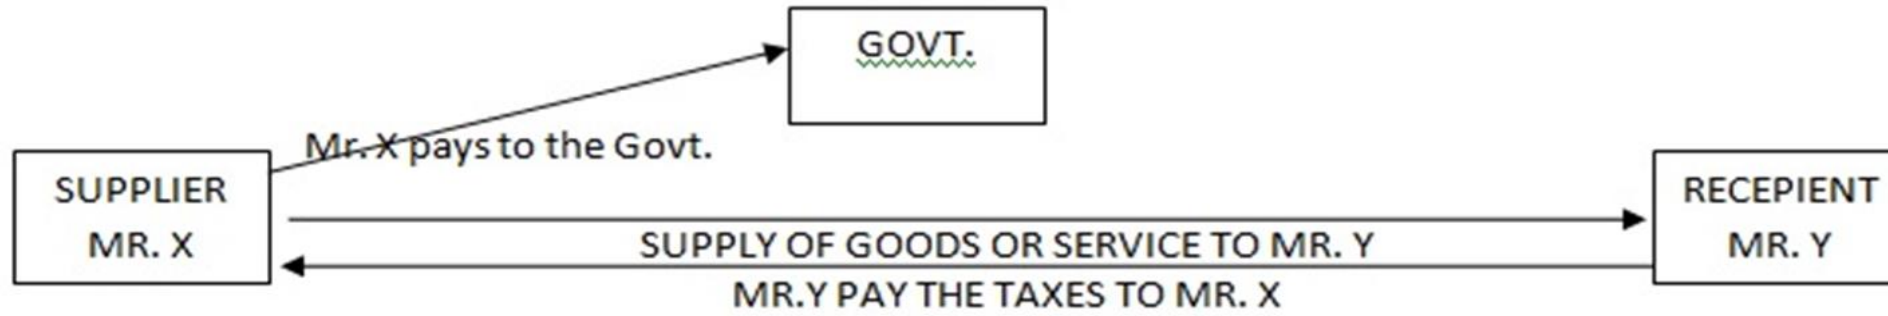 GOVT.
Mr. X pays to the Govt.
SUPPLIER
MR. X
RECEPIENT
MR. Y
SUPPLY OF GOODS OR SERVICE TO MR. Y
MR.Y PAY THE TAXES TO MR. X